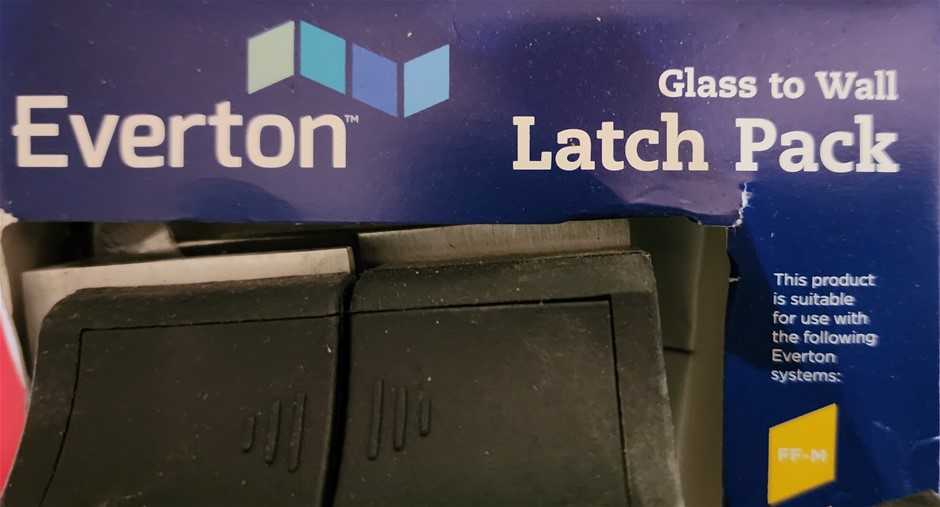 Everton™
Glass to Wall
Latch Pack
This product
is suitable
for use with
the following
Everton
systems:
FF-M